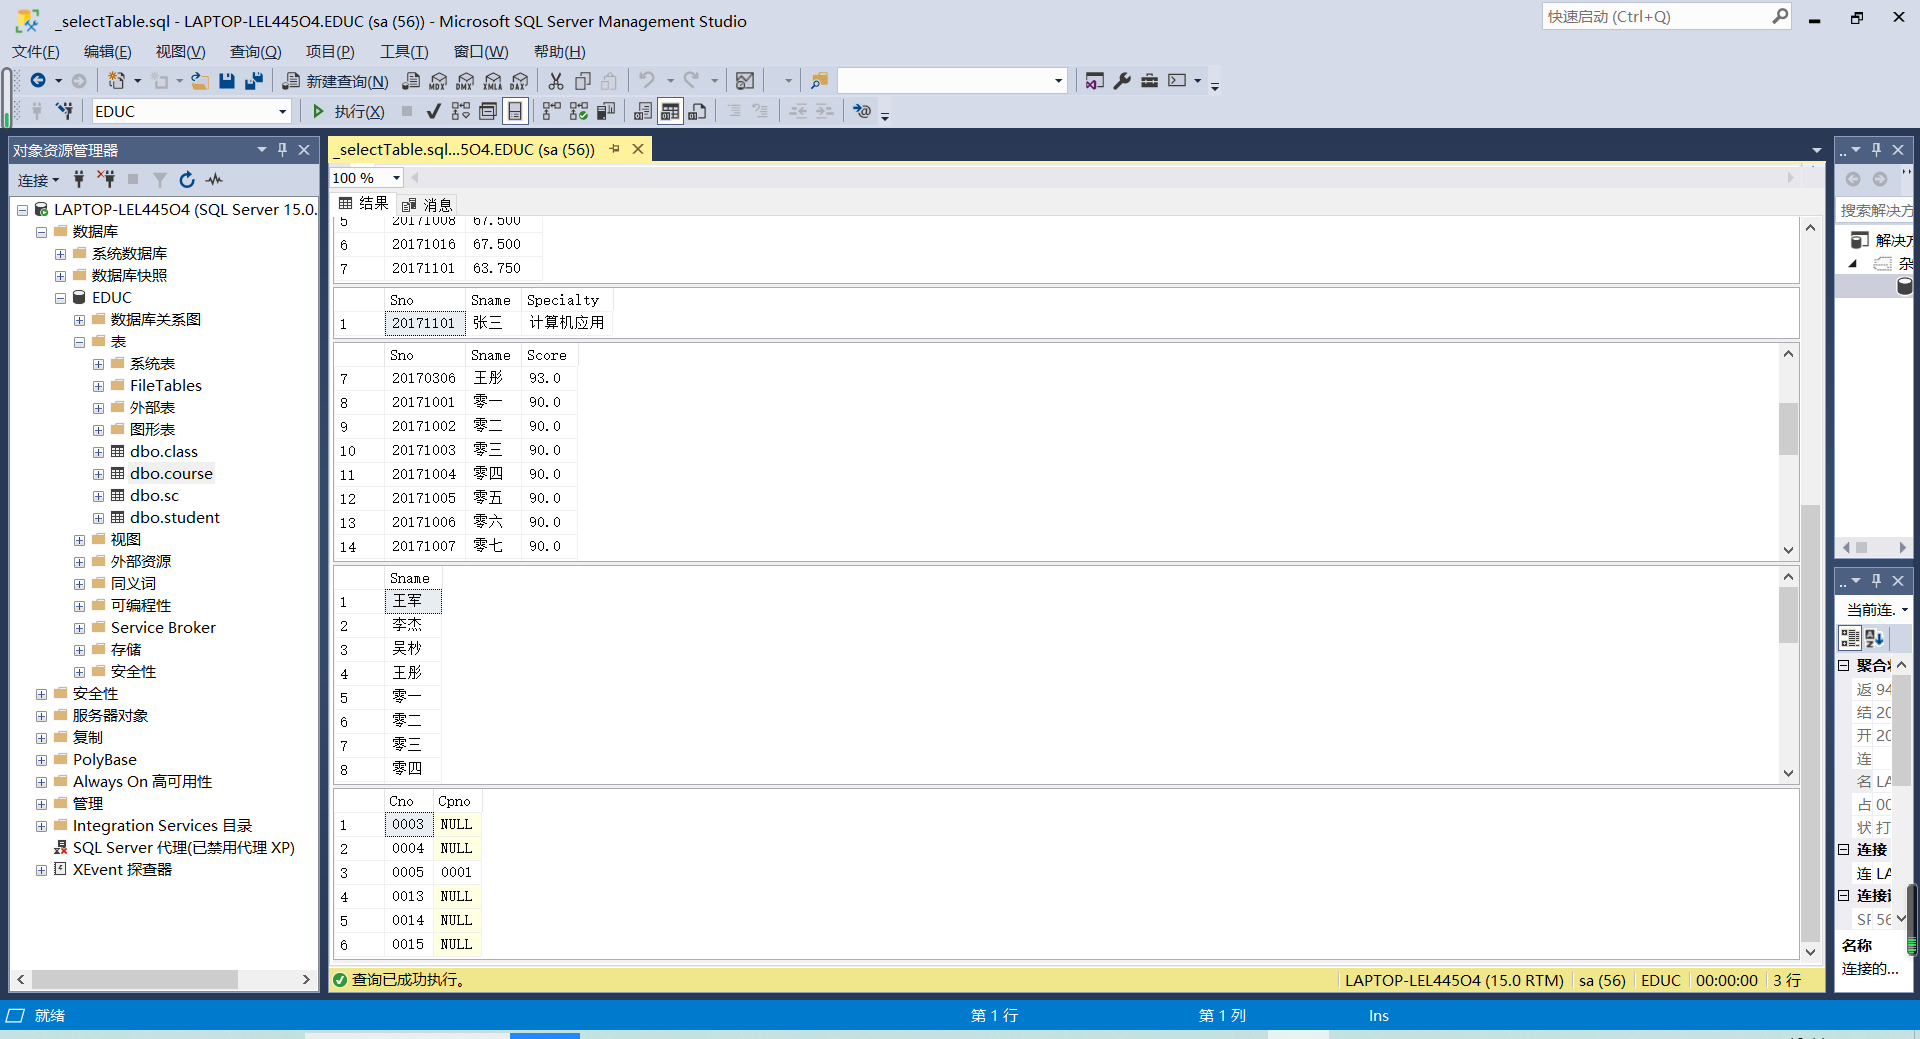 _selectTable.sql - LAPTOP-LEL445O4.EDUC (sa (56)) - Microsoft SQL Server Management Studio
快速启动 (Ctrl+Q)
文件(F) 编辑(E) 视图(V) 查询(Q) 项目(P) 工具(T) 窗口(W) 帮助(H)
新建查询(N) MDX DMX XMLA DAX
EDUC 执行(X)
对象资源管理器
连接
LAPTOP-LEL445O4 (SQL Server 15.0.
数据库
系统数据库
数据库快照
EDUC
数据库关系图
表
系统表
FileTables
外部表
图形表
dbo.class
dbo.course
dbo.sc
dbo.student
视图
外部资源
同义词
可编程性
Service Broker
存储
安全性
安全性
服务器对象
复制
PolyBase
Always On 高可用性
管理
Integration Services 目录
SQL Server 代理(已禁用代理 XP)
XEvent 探查器
_selectTable.sql...5O4.EDUC (sa (56))
100 %
结果 消息
5 20171008 67.500
6 20171016 67.500
7 20171101 63.750
Sno Sname Specialty
1 20171101 张三 计算机应用
Sno Sname Score
7 20170306 王彤 93.0
8 20171001 零一 90.0
9 20171002 零二 90.0
10 20171003 零三 90.0
11 20171004 零四 90.0
12 20171005 零五 90.0
13 20171006 零六 90.0
14 20171007 零七 90.0
Sname
1 王军
2 李杰
3 吴杪
4 王彤
5 零一
6 零二
7 零三
8 零四
Cno Cpno
1 0003 NULL
2 0004 NULL
3 0005 0001
4 0013 NULL
5 0014 NULL
6 0015 NULL
查询已成功执行。 LAPTOP-LEL445O4 (15.0 RTM) sa (56) EDUC 00:00:00 3 行
搜索解决方
解决方
杂
当前连.
聚合
返 94
结 20
开 20
连
名 LA
占 00
状 打
连接
连 LA
连接
SF 56
名称
连接的...
就绪 第 1 行 第 1 列 Ins